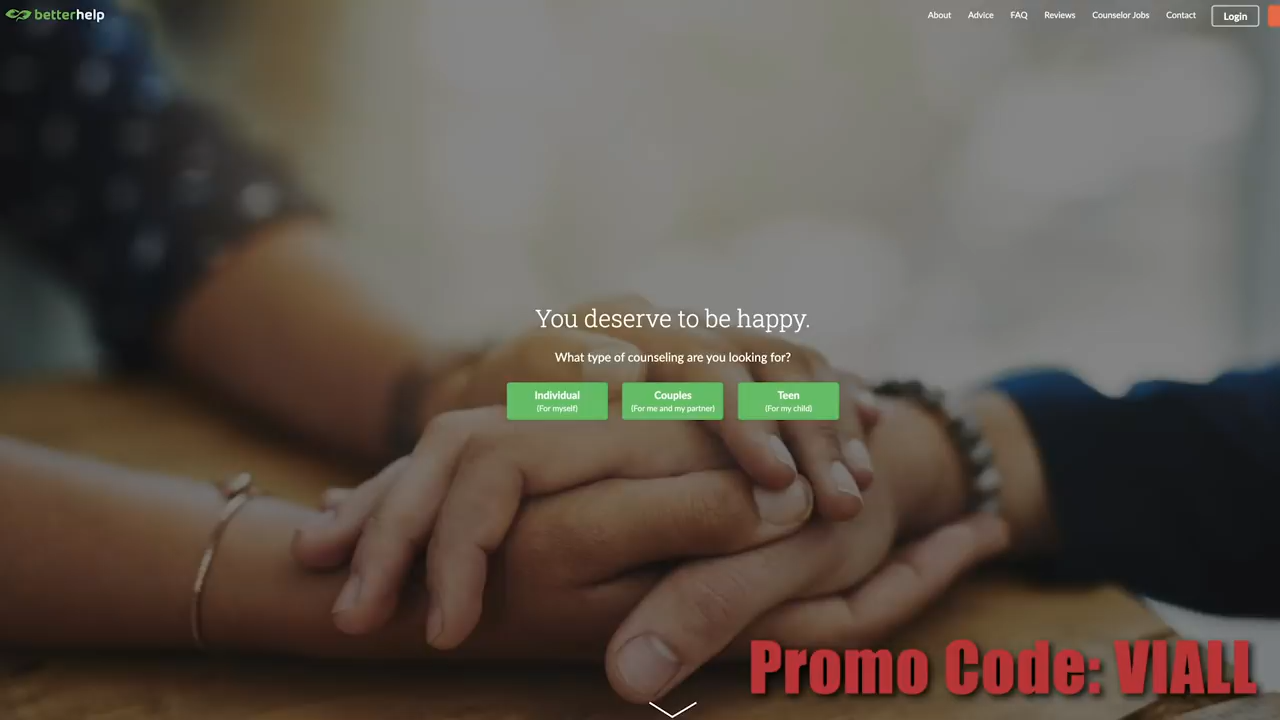 betterhelp
About Advice FAQ Reviews Counselor Jobs Contact Login
You deserve to be happy.
What type of counseling are you looking for?
Individual Couples Teen
(For myself) (For me and my partner) (For my child)
Promo Code: VIALL